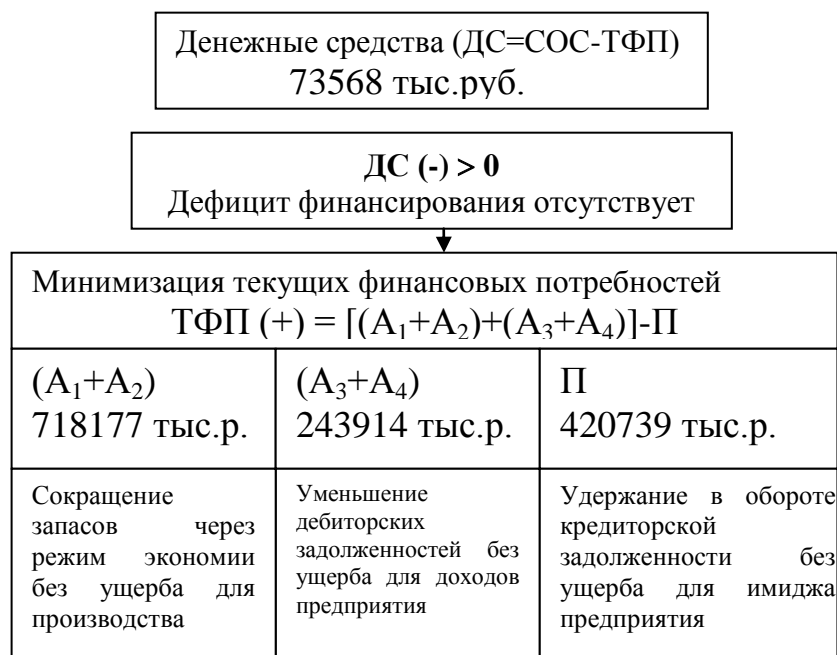 Денежные средства (ДС=СОС-ТФП)
73568 тыс.руб.
ДС (-) > 0
Дефицит финансирования отсутствует
Минимизация текущих финансовых потребностей
ТФП (+) = [(А₁+А₂)+(А₃+А₄)]-П
(А₁+А₂)
718177 тыс.р.
(А₃+А₄)
243914 тыс.р.
П
420739 тыс.р.
Сокращение
запасов через
режим экономии
без ущерба для
производства
Уменьшение
дебиторских
задолженностей без
ущерба для доходов
предприятия
Удержание в обороте
кредиторской
задолженности без
ущерба для имиджа
предприятия